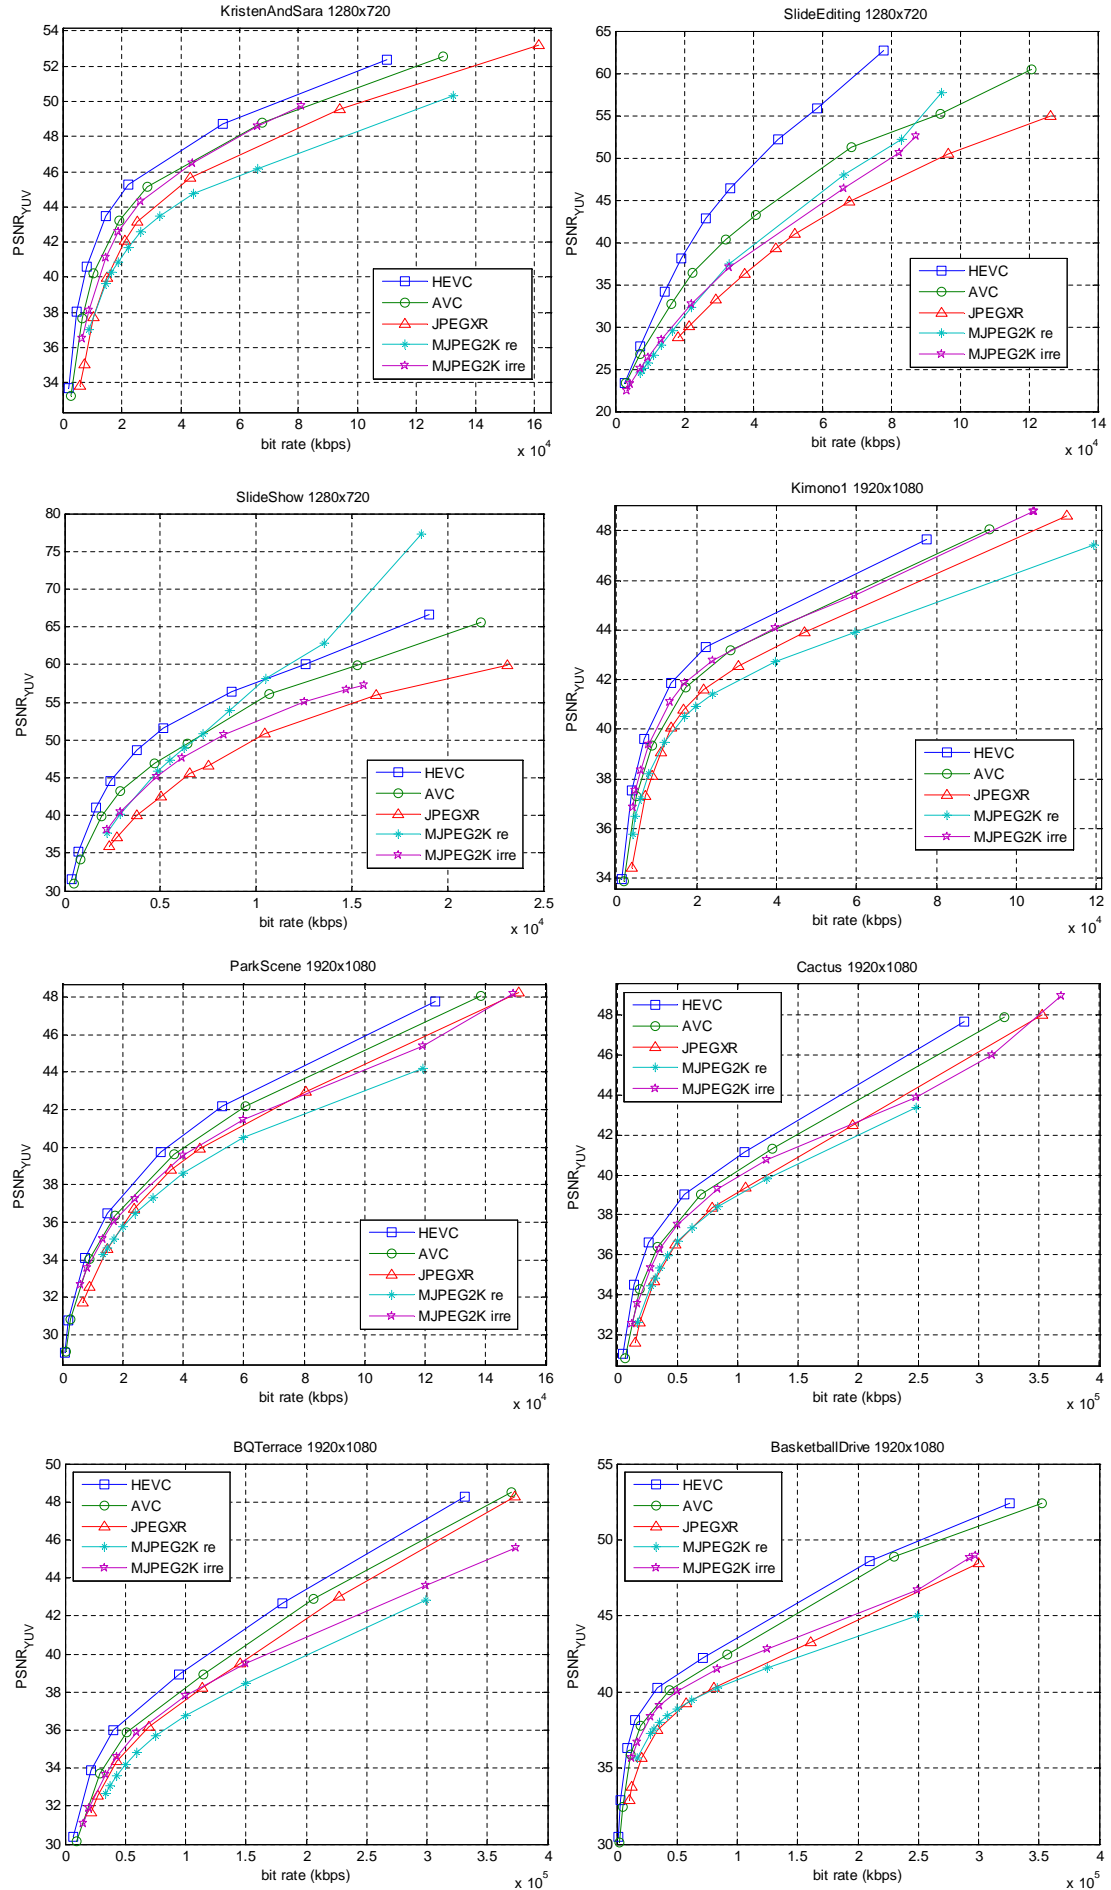 KristenAndSara 1280x720
PSNR_YUV
54
52
50
48
46
44
42
40
38
36
34
HEVC
AVC
JPEGXR
MJPEG2K re
MJPEG2K irre
0 2 4 6 8 10 12 14 16
bit rate (kbps)
x 10^4
SlideEditing 1280x720
PSNR_YUV
65
60
55
50
45
40
35
30
25
20
HEVC
AVC
JPEGXR
MJPEG2K re
MJPEG2K irre
0 2 4 6 8 10 12 14
bit rate (kbps)
x 10^4
SlideShow 1280x720
PSNR_YUV
80
75
70
65
60
55
50
45
40
35
30
HEVC
AVC
JPEGXR
MJPEG2K re
MJPEG2K irre
0 0.5 1 1.5 2 2.5
bit rate (kbps)
x 10^4
Kimono1 1920x1080
PSNR_YUV
48
46
44
42
40
38
36
34
HEVC
AVC
JPEGXR
MJPEG2K re
MJPEG2K irre
0 2 4 6 8 10 12
bit rate (kbps)
x 10^4
ParkScene 1920x1080
PSNR_YUV
48
46
44
42
40
38
36
34
32
30
HEVC
AVC
JPEGXR
MJPEG2K re
MJPEG2K irre
0 2 4 6 8 10 12 14 16
bit rate (kbps)
x 10^4
Cactus 1920x1080
PSNR_YUV
48
46
44
42
40
38
36
34
32
HEVC
AVC
JPEGXR
MJPEG2K re
MJPEG2K irre
0 0.5 1 1.5 2 2.5 3 3.5 4
bit rate (kbps)
x 10^5
BQTerrace 1920x1080
PSNR_YUV
50
48
46
44
42
40
38
36
34
32
30
HEVC
AVC
JPEGXR
MJPEG2K re
MJPEG2K irre
0 0.5 1 1.5 2 2.5 3 3.5 4
bit rate (kbps)
x 10^5
BasketballDrive 1920x1080
PSNR_YUV
55
50
45
40
35
30
HEVC
AVC
JPEGXR
MJPEG2K re
MJPEG2K irre
0 0.5 1 1.5 2 2.5 3 3.5 4
bit rate (kbps)
x 10^5